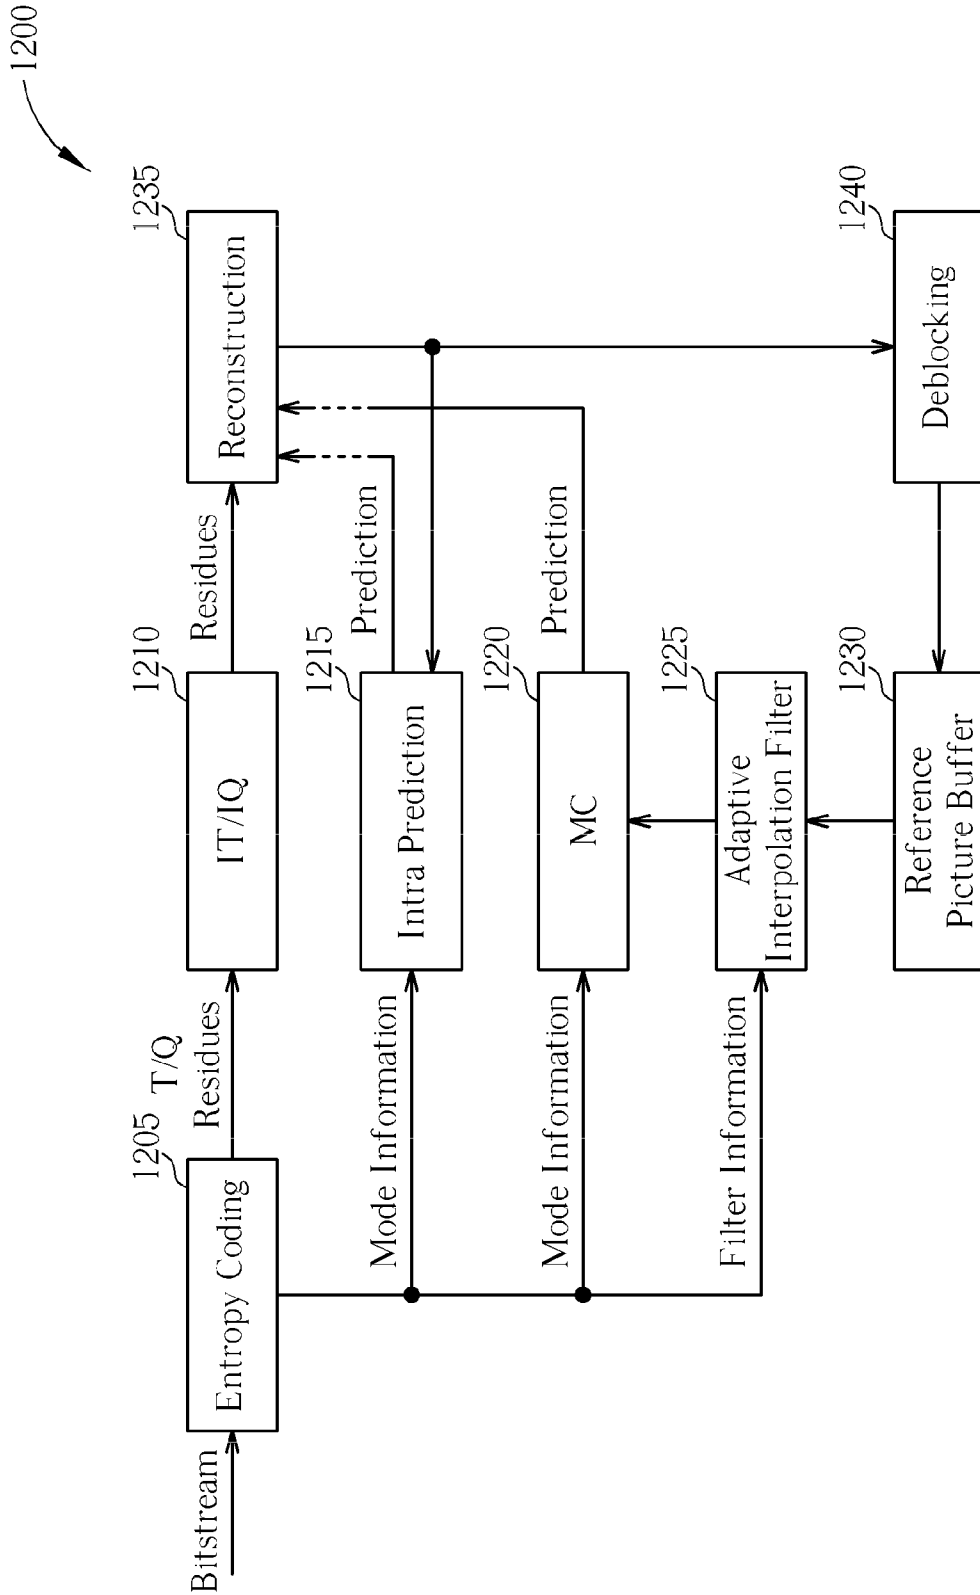 1200
Bitstream
1205
Entropy Coding
T/Q
Residues
1210
IT/IQ
Residues
1235
Reconstruction
Mode Information
1215
Intra Prediction
Prediction
Mode Information
1220
MC
Prediction
Filter Information
1225
Adaptive
Interpolation Filter
1230
Reference
Picture Buffer
1240
Deblocking